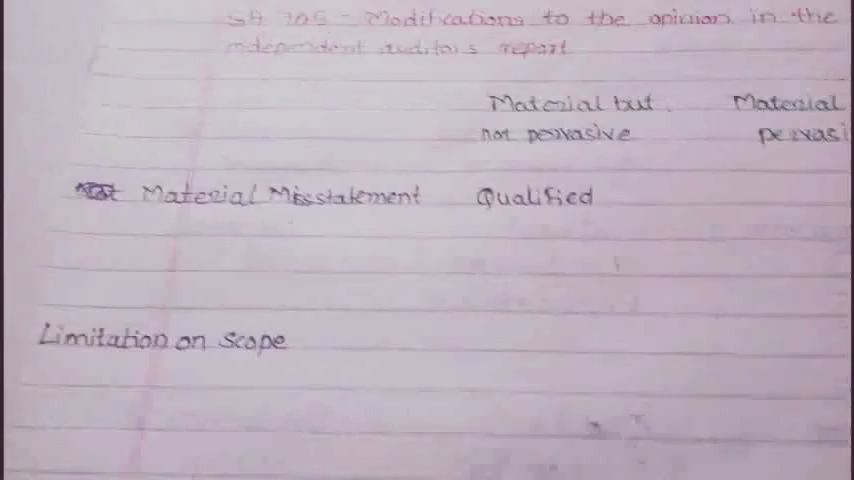 SA 705 - Modifications to the opinion in the
independent auditors report
Material but
not pervasive
Material
pervasi
Material Misstatement
Qualified
Limitation on scope